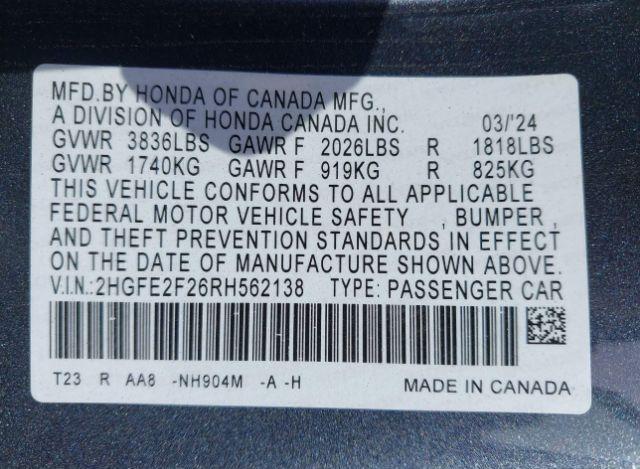 MFD.BY HONDA OF CANADA MFG.,
A DIVISION OF HONDA CANADA INC. 03/'24
GVWR 3836LBS GAWR F 2026LBS R 1818LBS
GVWR 1740KG GAWR F 919KG R 825KG
THIS VEHICLE CONFORMS TO ALL APPLICABLE
FEDERAL MOTOR VEHICLE SAFETY , BUMPER ,
AND THEFT PREVENTION STANDARDS IN EFFECT
ON THE DATE OF MANUFACTURE SHOWN ABOVE.
V.I.N.:2HGFE2F26RH562138 TYPE: PASSENGER CAR
T23 R AA8 -NH904M -A -H MADE IN CANADA